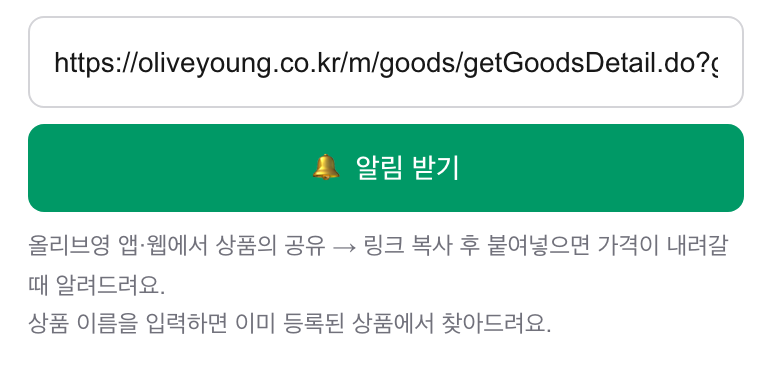 https://oliveyoung.co.kr/m/goods/getGoodsDetail.do?
🔔 알림 받기
올리브영 앱·웹에서 상품의 공유 → 링크 복사 후 붙여넣으면 가격이 내려갈
때 알려드려요.
상품 이름을 입력하면 이미 등록된 상품에서 찾아드려요.